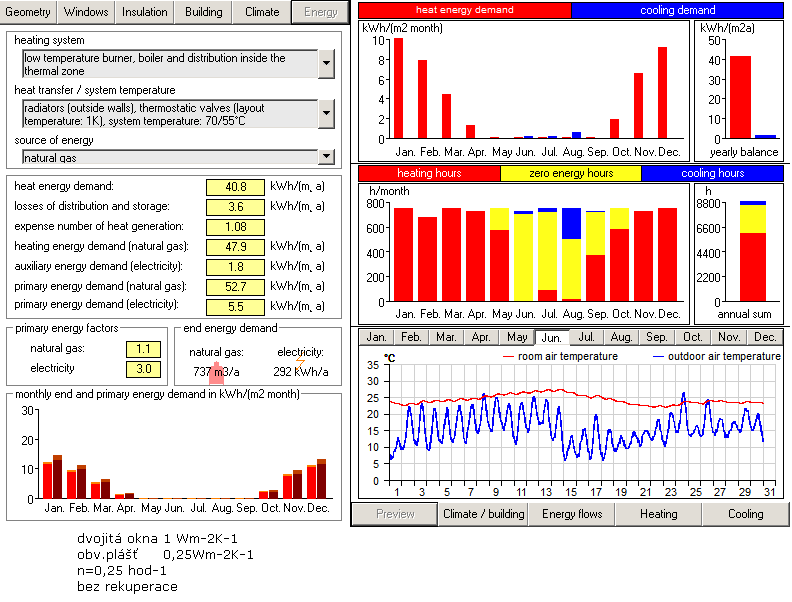 Geometry Windows Insulation Building Climate Energy
heating system
low temperature burner, boiler and distribution inside the
thermal zone
heat transfer / system temperature
radiators (outside walls), thermostatic valves (layout
temperature: 1K), system temperature: 70/55°C
source of energy
natural gas
heat energy demand: 40.8 kWh/(m, a)
losses of distribution and storage: 3.6 kWh/(m, a)
expense number of heat generation: 1.08
heating energy demand (natural gas): 47.9 kWh/(m, a)
auxiliary energy demand (electricity): 1.8 kWh/(m, a)
primary energy demand (natural gas): 52.7 kWh/(m, a)
primary energy demand (electricity): 5.5 kWh/(m, a)
primary energy factors
natural gas: 1.1
electricity 3.0
end energy demand
natural gas: electricity:
737 m3/a 292 kWh/a
monthly end and primary energy demand in kWh/(m2 month)
30
20
10
0
Jan. Feb. Mar. Apr. May Jun. Jul. Aug. Sep. Oct. Nov. Dec.
dvojitá okna 1 Wm-2K-1
obv.plášť 0,25Wm-2K-1
n=0,25 hod-1
bez rekuperace
heat energy demand cooling demand
kWh/(m2 month)
10
8
6
4
2
0
Jan. Feb. Mar. Apr. May Jun. Jul. Aug. Sep. Oct. Nov. Dec.
kWh/(m2a)
50
40
30
20
10
0
yearly balance
heating hours zero energy hours cooling hours
h/month
800
600
400
200
0
Jan. Feb. Mar. Apr. May Jun. Jul. Aug. Sep. Oct. Nov. Dec.
h
8800
6600
4400
2200
0
annual sum
Jan. Feb. Mar. Apr. May Jun. Jul. Aug. Sep. Oct. Nov. Dec.
°C room air temperature outdoor air temperature
35
30
25
20
15
10
5
0
1 3 5 7 9 11 13 15 17 19 21 23 25 27 29 31
Preview Climate / building Energy flows Heating Cooling